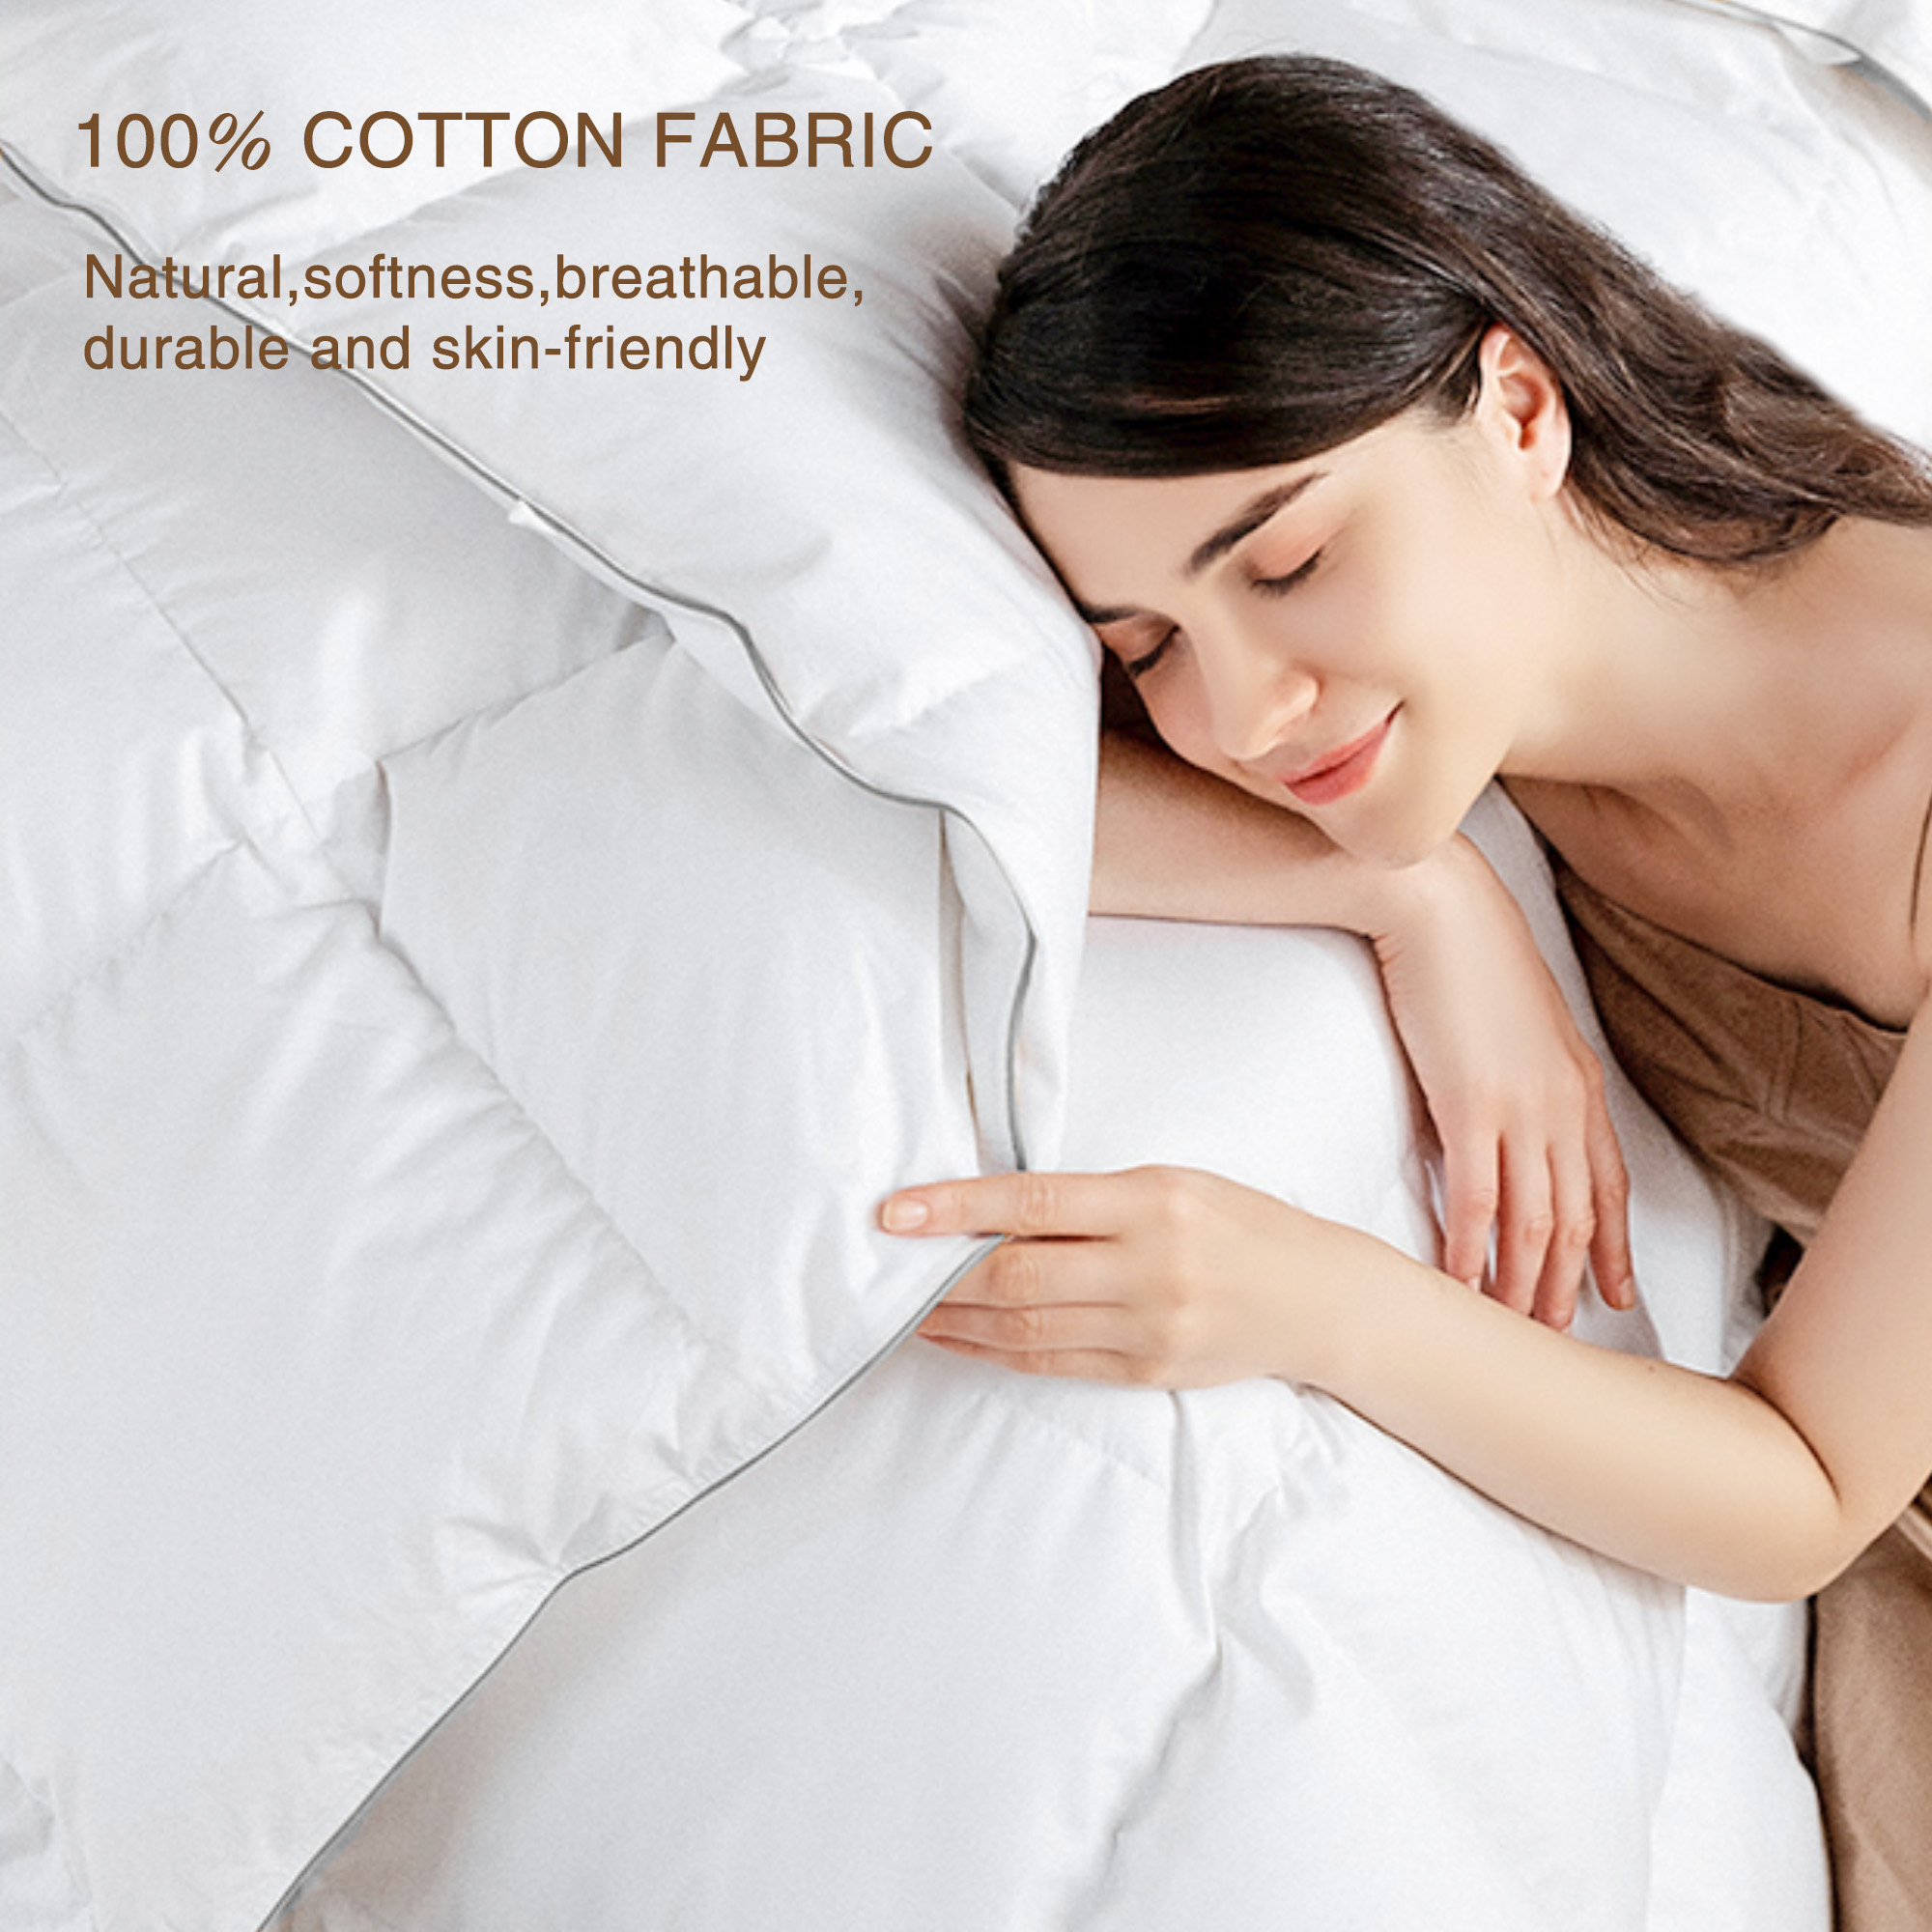 100% COTTON FABRIC
Natural,softness,breathable,
durable and skin-friendly